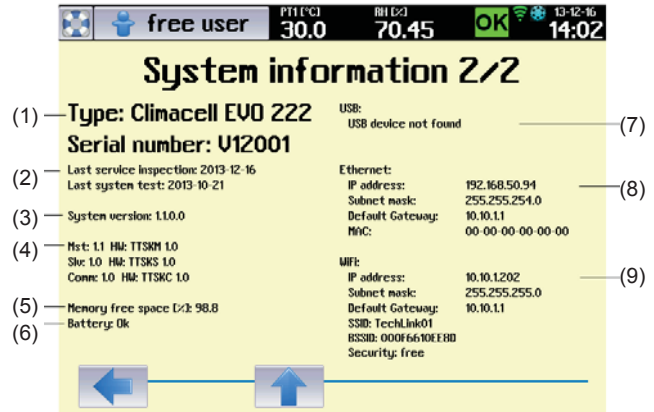 free user
PT1 [°C]
30.0
RH [%]
70.45
OK
13-12-16
14:02
System information 2/2
(1)
Type: Climacell EVO 222
Serial number: V12001
(2)
Last service inspection: 2013-12-16
Last system test: 2013-10-21
(3)
System version: 1.1.0.0
(4)
Mst: 1.1 HW: TTSKM 1.0
Slv: 1.0 HW: TTSKS 1.0
Comm: 1.0 HW: TTSKC 1.0
(5)
Memory free space [%]: 98.8
(6)
Battery: Ok
USB:
USB device not found
(7)
Ethernet:
IP address: 192.168.50.94
(8)
Subnet mask: 255.255.254.0
Default Gateway: 10.10.1.1
MAC: 00-00-00-00-00-00
WiFi:
IP address: 10.10.1.202
(9)
Subnet mask: 255.255.255.0
Default Gateway: 10.10.1.1
SSID: TechLink01
BSSID: 000F6610EE8D
Security: free